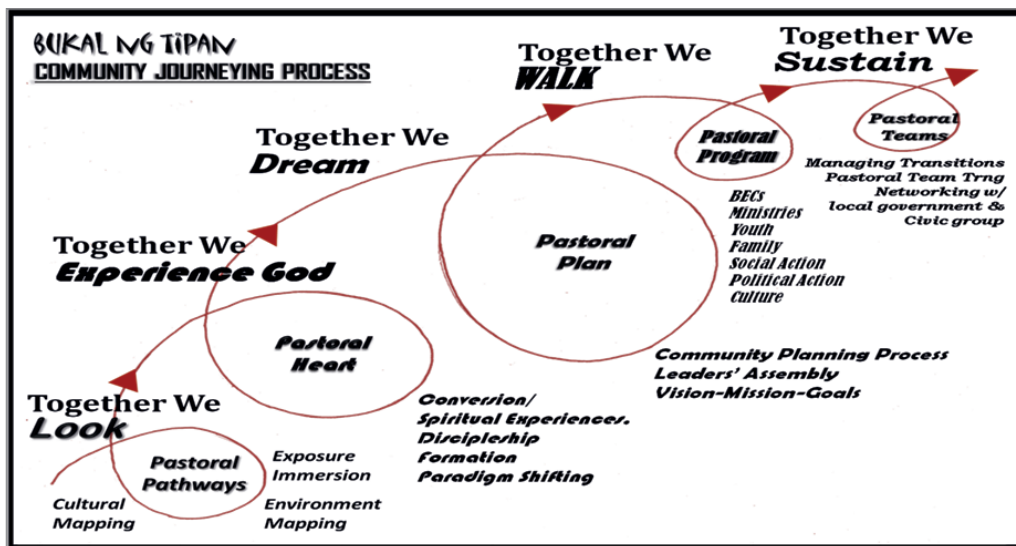 BUKAL NG TIPAN
COMMUNITY JOURNEYING PROCESS
Together We
Look
Pastoral
Pathways
Cultural
Mapping
Exposure
Immersion
Environment
Mapping
Together We
Experience God
Pastoral
Heart
Conversion/
Spiritual Experiences.
Discipleship
Formation
Paradigm Shifting
Together We
Dream
Pastoral
Plan
Community Planning Process
Leaders' Assembly
Vision-Mission-Goals
Together We
WALK
Pastoral
Program
BECs
Ministries
Youth
Family
Social Action
Political Action
Culture
Together We
Sustain
Pastoral
Teams
Managing Transitions
Pastoral Team Trng
Networking w/
local government &
Civic group